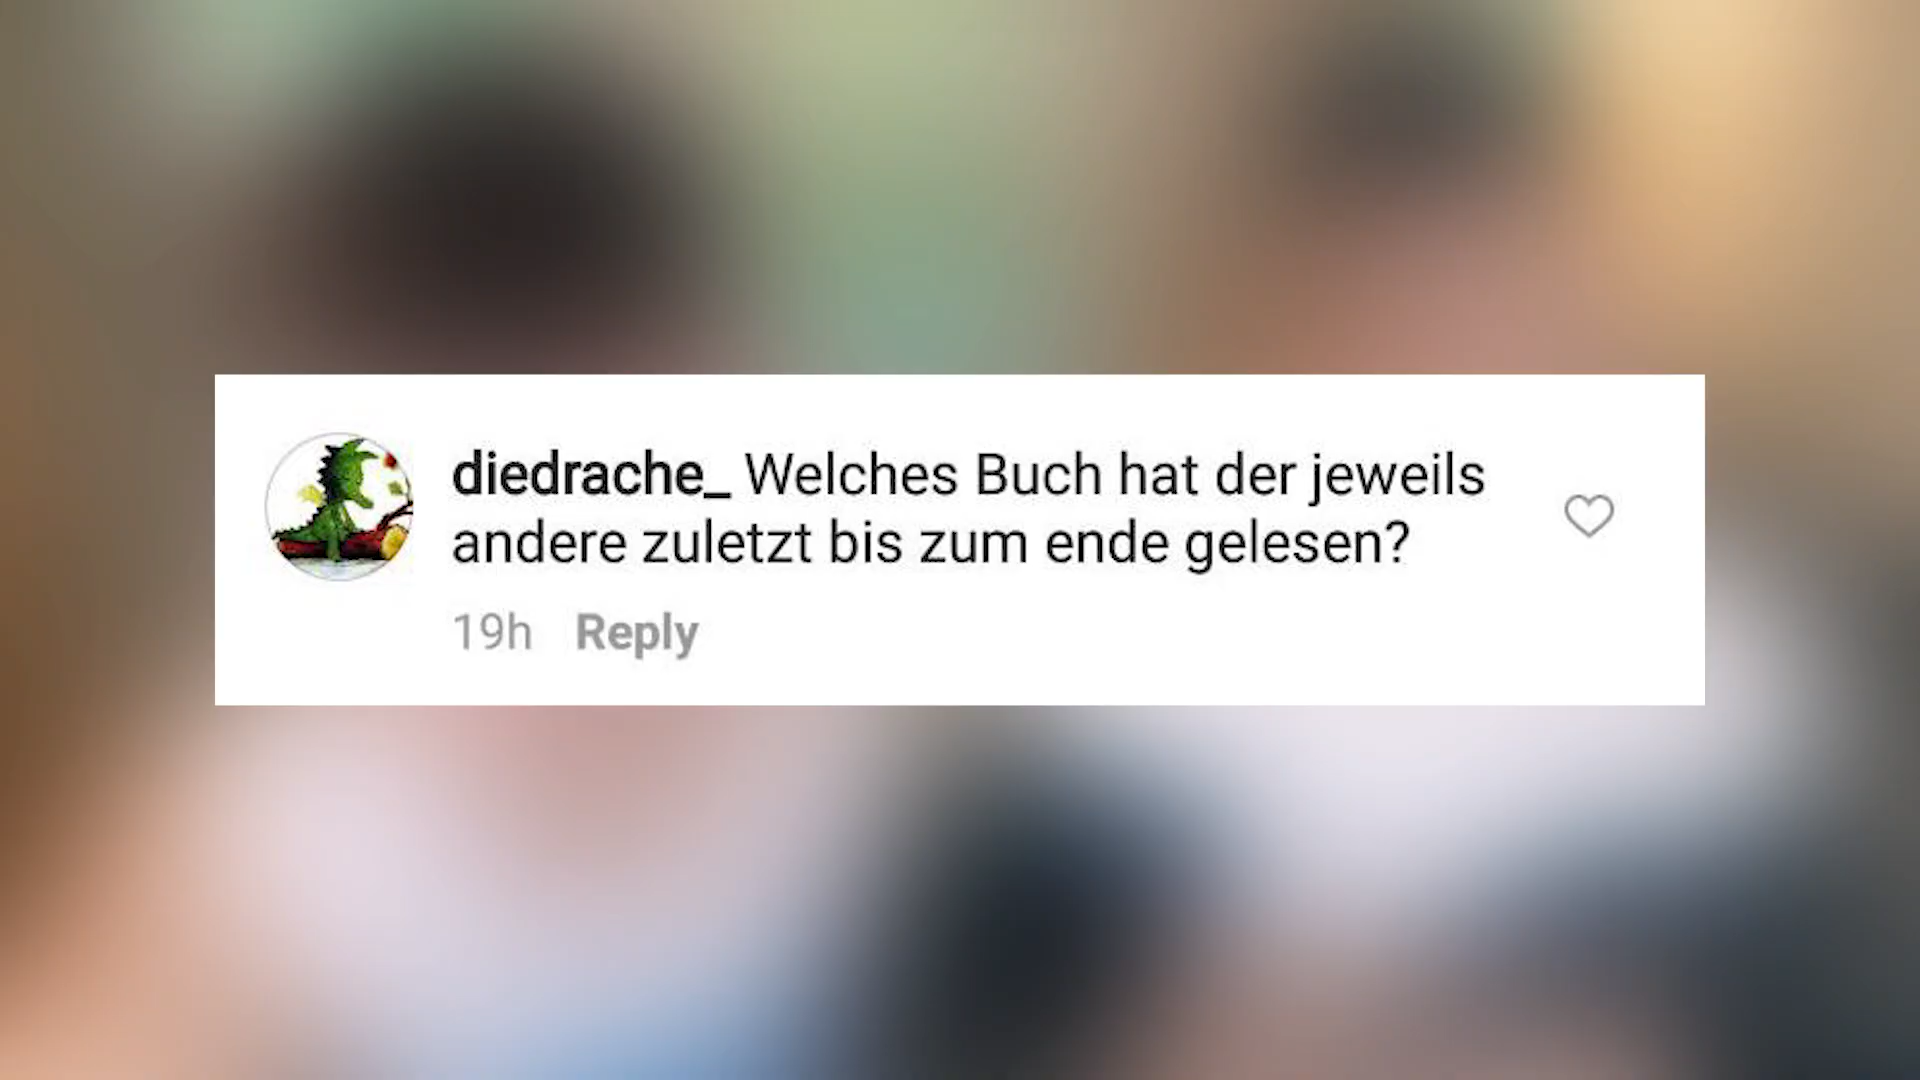 diedrache_ Welches Buch hat der jeweils
andere zuletzt bis zum ende gelesen?
19h Reply